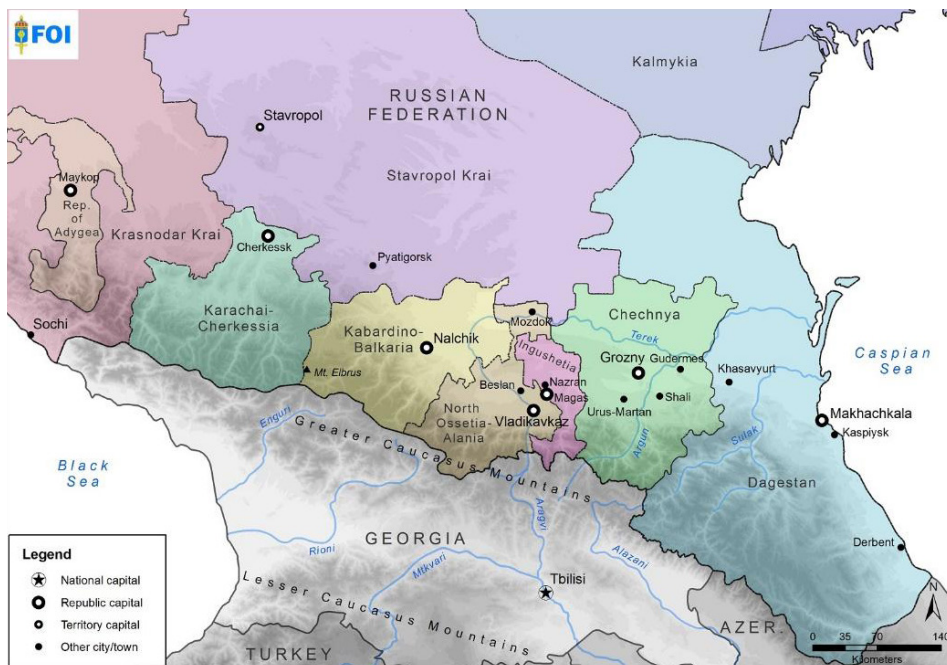 FOI
Kalmykia
RUSSIAN
FEDERATION
Stavropol
Stavropol Krai
Maykop
Rep.
of
Adygea
Krasnodar Krai
Cherkessk
Pyatigorsk
Karachai-
Cherkessia
Sochi
Kabardino-
Balkaria
Nalchik
Mt. Elbrus
Mozdok
Ingushetia
Chechnya
Terek
Grozny
Gudermes
Khasavyurt
Caspian
Sea
Beslan
Nazran
Magas
Urus-Martan
Shali
North
Ossetia-
Alania
Vladikavkaz
Makhachkala
Kaspiysk
Argun
Sulak
Dagestan
Enguri
Greater Caucasus Mountains
Black
Sea
Rioni
GEORGIA
Aragvi
Alazani
Mtkvari
Derbent
Tbilisi
Lesser Caucasus Mountains
TURKEY
AZER.
Legend
National capital
Republic capital
Territory capital
Other city/town
N
0 35 70 140
Kilometers